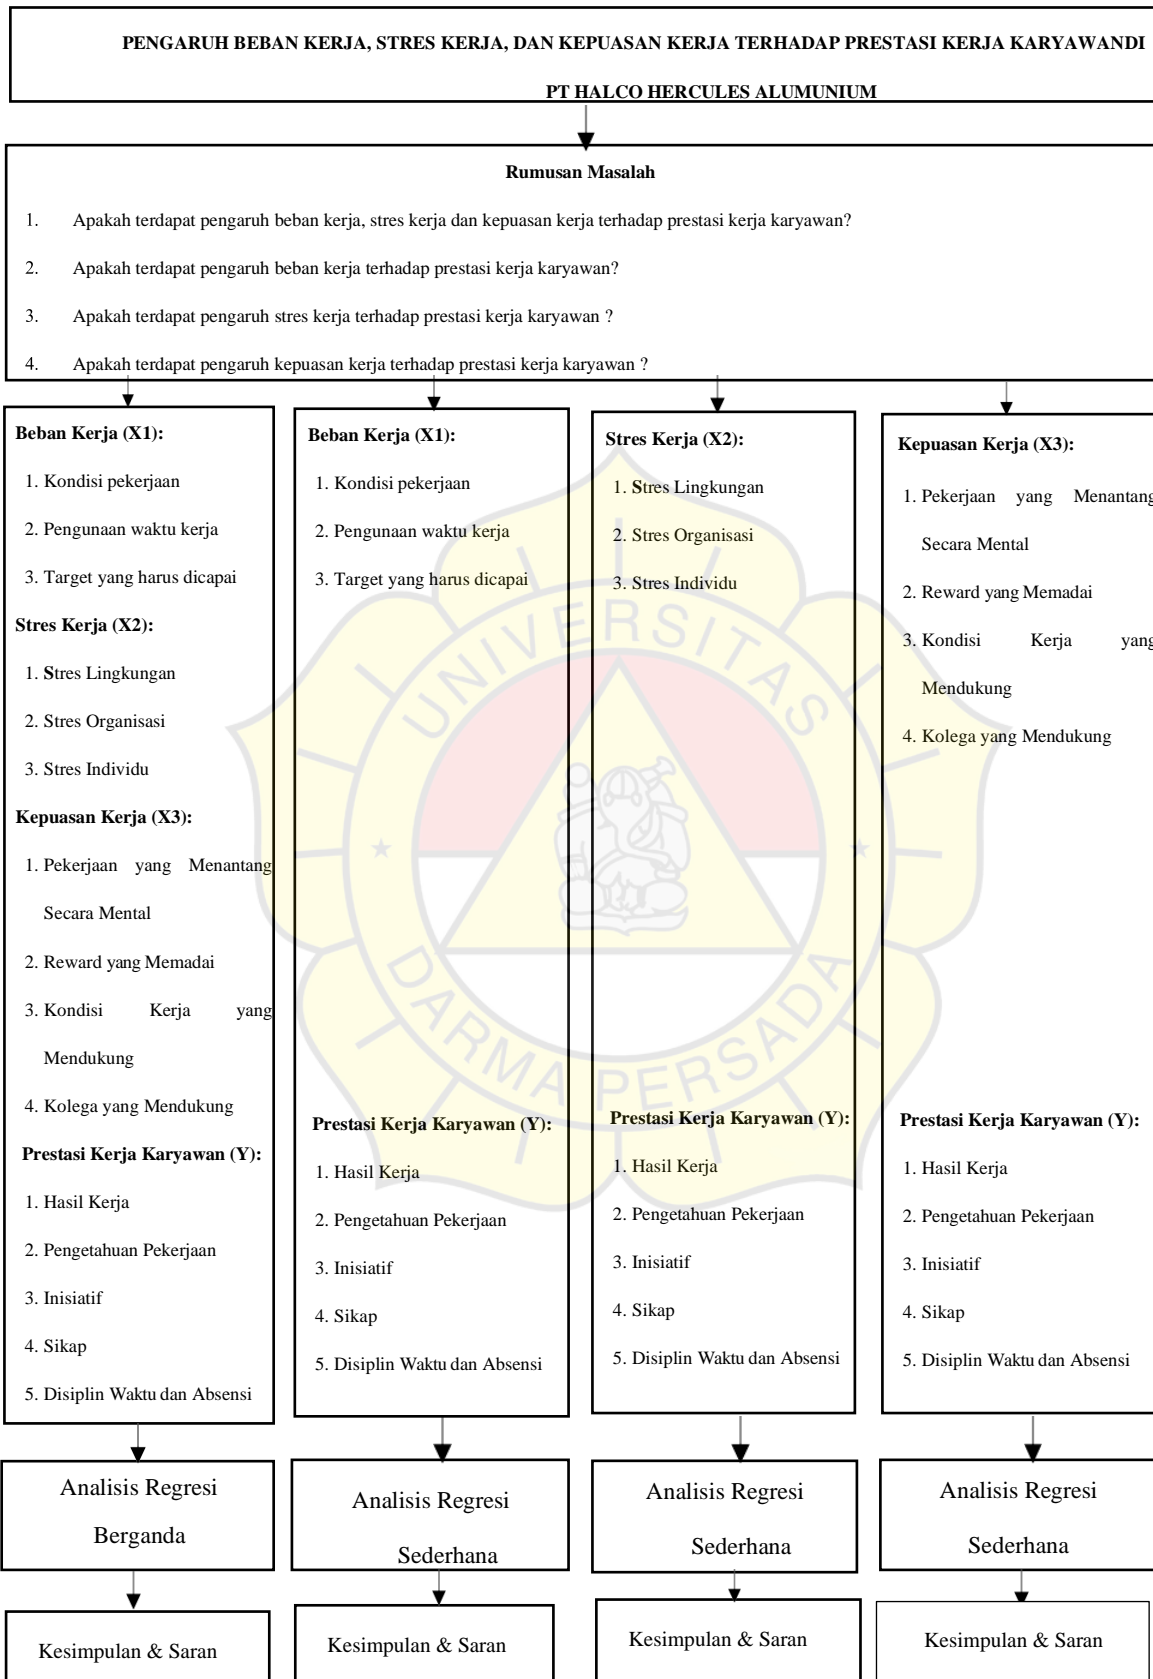 PENGARUH BEBAN KERJA, STRES KERJA, DAN KEPUASAN KERJA TERHADAP PRESTASI KERJA KARYAWANDI
PT HALCO HERCULES ALUMUNIUM
Rumusan Masalah
1. Apakah terdapat pengaruh beban kerja, stres kerja dan kepuasan kerja terhadap prestasi kerja karyawan?
2. Apakah terdapat pengaruh beban kerja terhadap prestasi kerja karyawan?
3. Apakah terdapat pengaruh stres kerja terhadap prestasi kerja karyawan ?
4. Apakah terdapat pengaruh kepuasan kerja terhadap prestasi kerja karyawan ?
Beban Kerja (X1):
1. Kondisi pekerjaan
2. Pengunaan waktu kerja
3. Target yang harus dicapai
Stres Kerja (X2):
1. Stres Lingkungan
2. Stres Organisasi
3. Stres Individu
Kepuasan Kerja (X3):
1. Pekerjaan yang Menantang
Secara Mental
2. Reward yang Memadai
3. Kondisi Kerja yang
Mendukung
4. Kolega yang Mendukung
Prestasi Kerja Karyawan (Y):
1. Hasil Kerja
2. Pengetahuan Pekerjaan
3. Inisiatif
4. Sikap
5. Disiplin Waktu dan Absensi
Analisis Regresi
Berganda
Kesimpulan & Saran
Beban Kerja (X1):
1. Kondisi pekerjaan
2. Pengunaan waktu kerja
3. Target yang harus dicapai
Prestasi Kerja Karyawan (Y):
1. Hasil Kerja
2. Pengetahuan Pekerjaan
3. Inisiatif
4. Sikap
5. Disiplin Waktu dan Absensi
Analisis Regresi
Sederhana
Kesimpulan & Saran
Stres Kerja (X2):
1. Stres Lingkungan
2. Stres Organisasi
3. Stres Individu
Prestasi Kerja Karyawan (Y):
1. Hasil Kerja
2. Pengetahuan Pekerjaan
3. Inisiatif
4. Sikap
5. Disiplin Waktu dan Absensi
Analisis Regresi
Sederhana
Kesimpulan & Saran
Kepuasan Kerja (X3):
1. Pekerjaan yang Menantang
Secara Mental
2. Reward yang Memadai
3. Kondisi Kerja yang
Mendukung
4. Kolega yang Mendukung
Prestasi Kerja Karyawan (Y):
1. Hasil Kerja
2. Pengetahuan Pekerjaan
3. Inisiatif
4. Sikap
5. Disiplin Waktu dan Absensi
Analisis Regresi
Sederhana
Kesimpulan & Saran
UNIVERSITAS
DARMA PERSADA